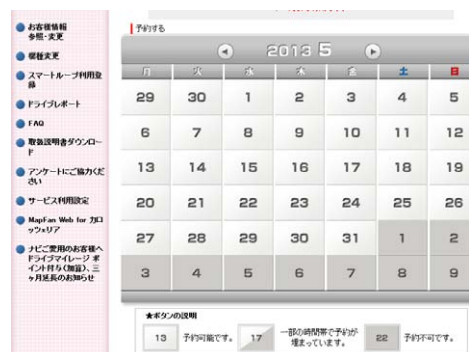 お客様情報
参照・変更
機種変更
スマートループ利用登
録
ドライブレポート
FAQ
取扱説明書ダウンロー
ド
アンケートにご協力くだ
さい
サービス利用設定
MapFan Web for カロ
ッツェリア
ナビご愛用のお客様へ
ドライブマイレージ ポ
イント付与(加算)、三
ヶ月延長のお知らせ
予約する
2013 5
月 火 水 木 金 土 日
29 30 1 2 3 4 5
6 7 8 9 10 11 12
13 14 15 16 17 18 19
20 21 22 23 24 25 26
27 28 29 30 31 1 2
3 4 5 6 7 8 9
★ボタンの説明
13 予約可能です。 17 一部の時間帯で予約が
埋まっています。 22 予約不可です。